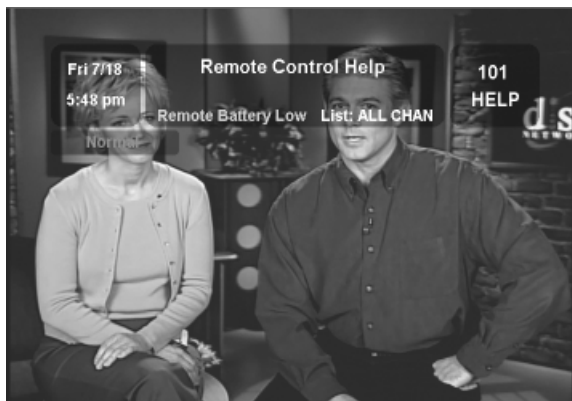 Fri 7/18
Remote Control Help
101
5:48 pm
HELP
Remote Battery Low
List: ALL CHAN
Normal